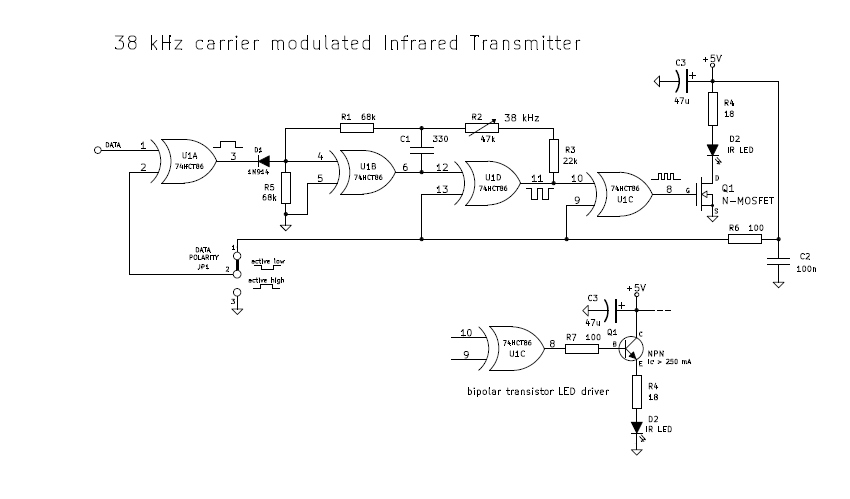 38 kHz carrier modulated Infrared Transmitter
C3
+5V
+
47u
R4
18
D2
IR LED
R1 68k
R2
38 kHz
47k
C1
330
R3
22k
DATA
1
2
U1A
74HCT86
3
D1
1N914
4
5
U1B
74HCT86
6
12
13
U1D
74HCT86
11
10
9
74HCT86
U1C
8
G
D
S
Q1
N-MOSFET
R5
68k
R6 100
C2
100n
DATA
POLARITY
JP1
1
2
3
active low
active high
+5V
C3
+
47u
10
9
74HCT86
U1C
8
R7 100
Q1
B
C
E
NPN
Ic > 250 mA
R4
18
D2
IR LED
bipolar transistor LED driver